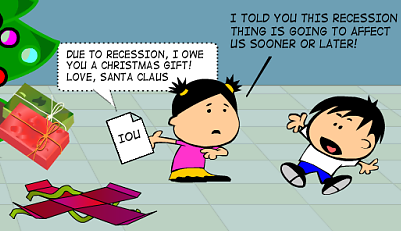 DUE TO RECESSION, I OWE
YOU A CHRISTMAS GIFT!
LOVE, SANTA CLAUS
I TOLD YOU THIS RECESSION
THING IS GOING TO AFFECT
US SOONER OR LATER!
IOU